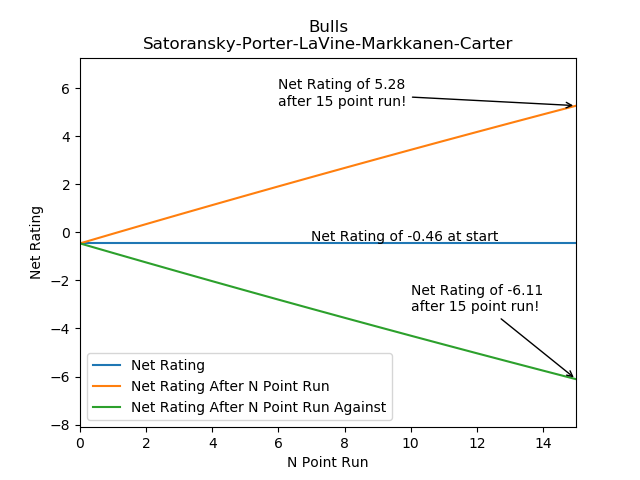 Bulls
Satoransky-Porter-LaVine-Markkanen-Carter
Net Rating of 5.28
after 15 point run!
Net Rating of -0.46 at start
Net Rating of -6.11
after 15 point run!
Net Rating
6
4
2
0
−2
−4
−6
−8
Net Rating
Net Rating After N Point Run
Net Rating After N Point Run Against
0 2 4 6 8 10 12 14
N Point Run